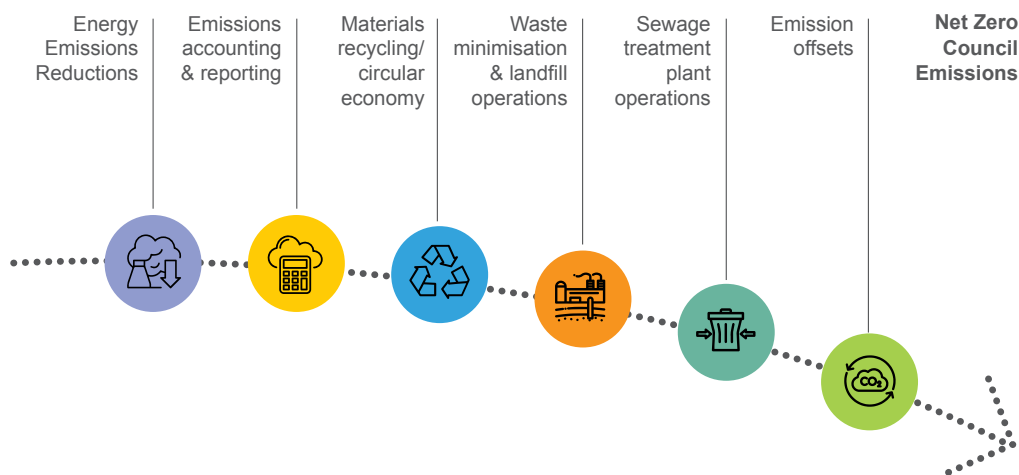 Energy
Emissions
Reductions
Emissions
accounting
& reporting
Materials
recycling/
circular
economy
Waste
minimisation
& landfill
operations
Sewage
treatment
plant
operations
Emission
offsets
Net Zero
Council
Emissions
CO₂